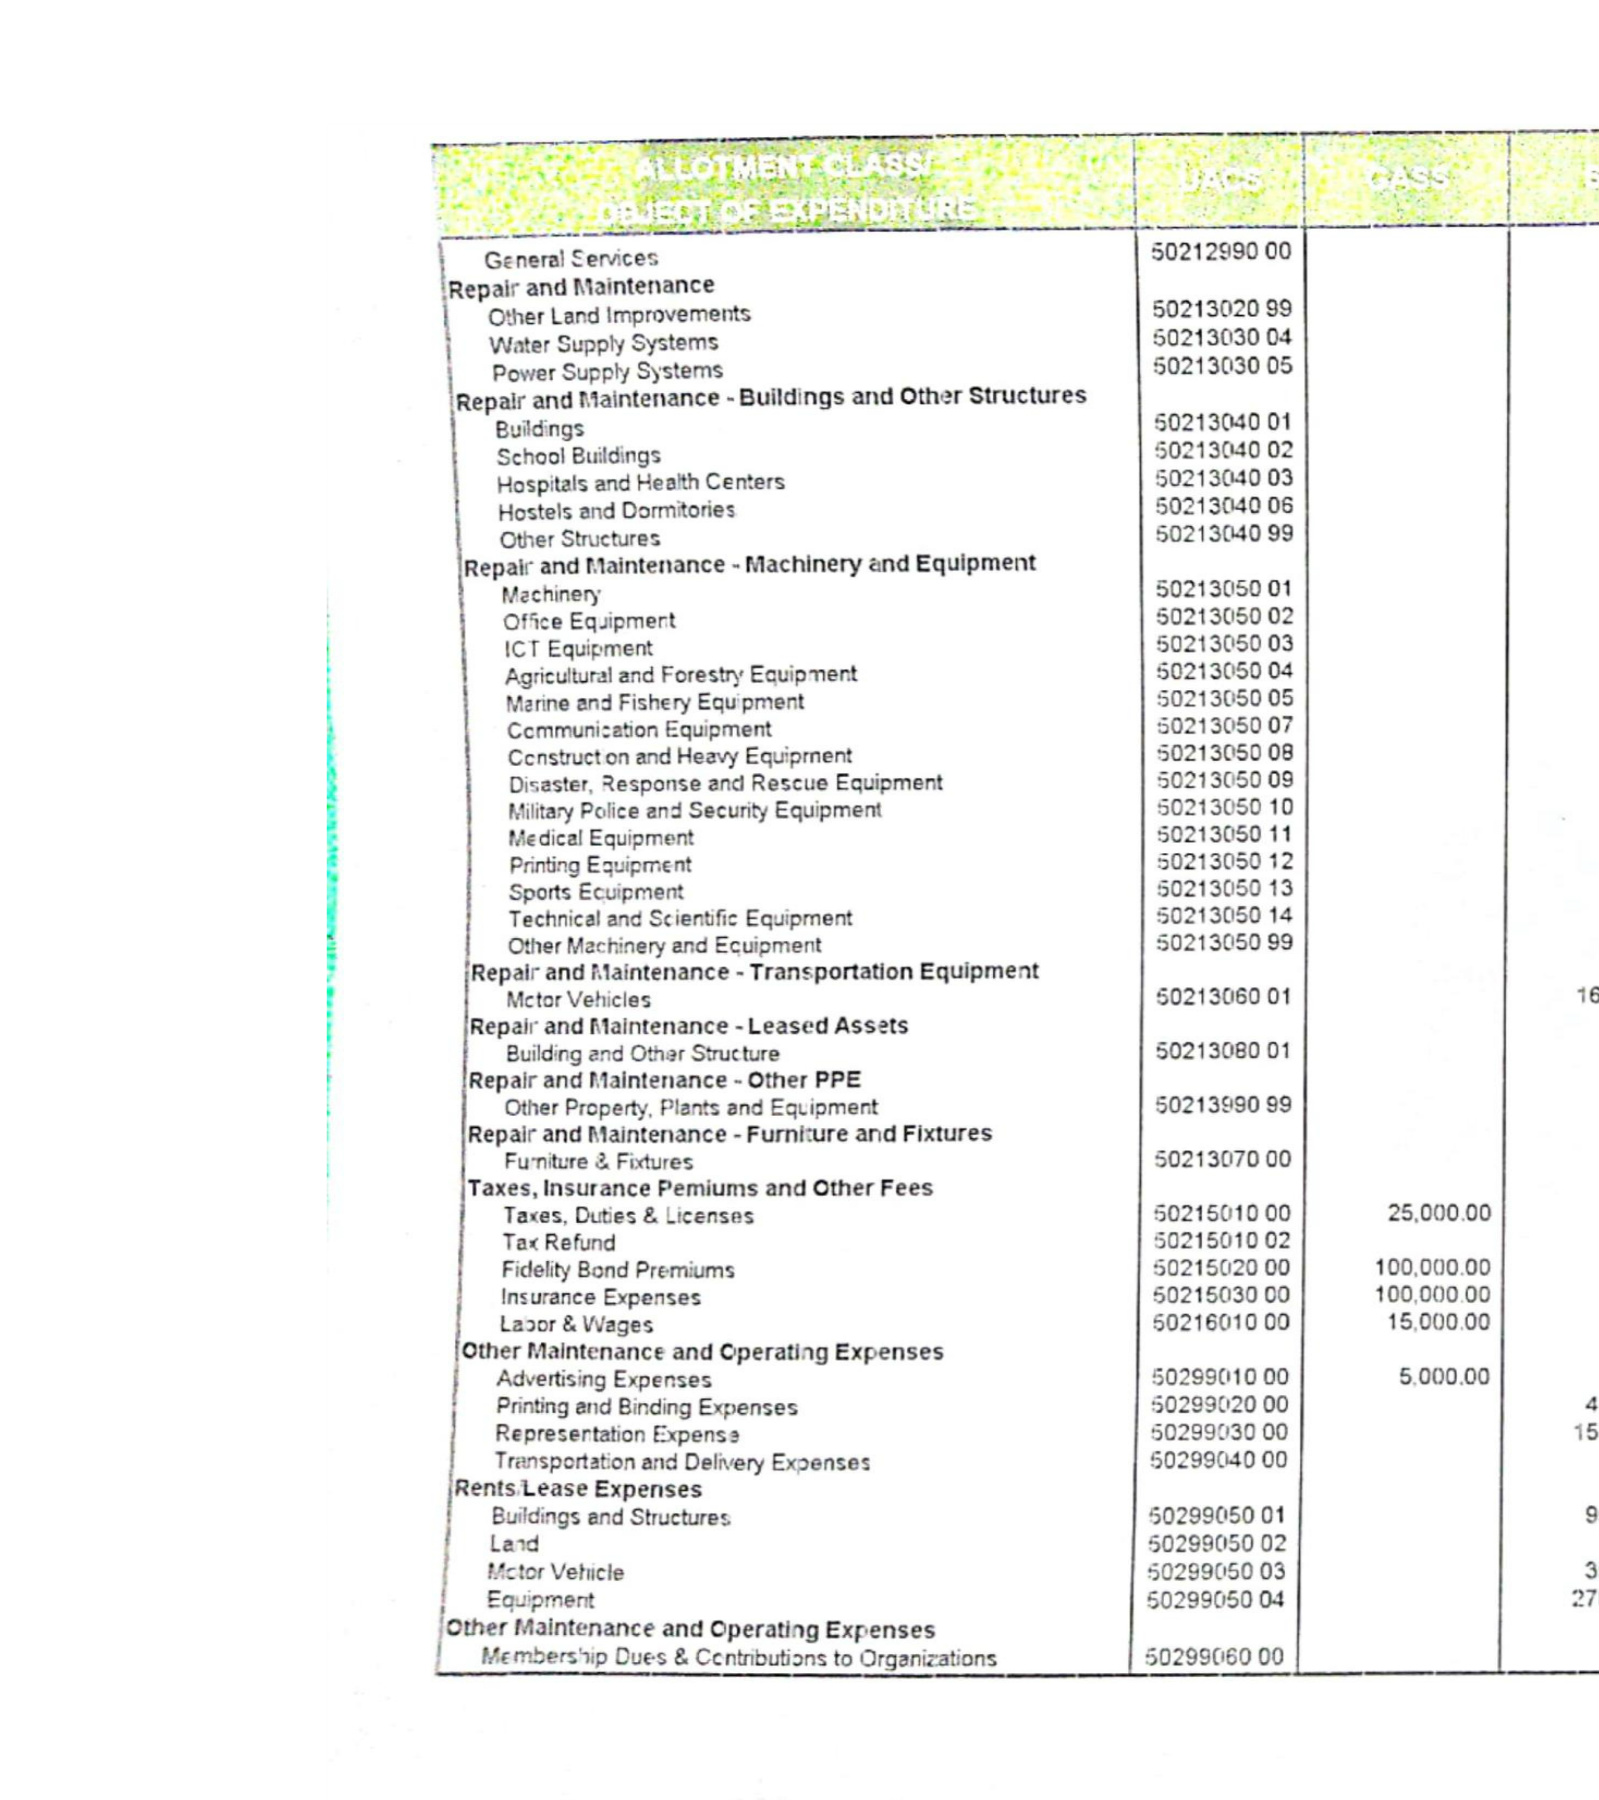 ALLOTMENT CLASS/
OBJECT OF EXPENDITURE UACS GASS
General Services 50212990 00
Repair and Maintenance
Other Land Improvements 50213020 99
Water Supply Systems 50213030 04
Power Supply Systems 50213030 05
Repair and Maintenance - Buildings and Other Structures
Buildings 50213040 01
School Buildings 50213040 02
Hospitals and Health Centers 50213040 03
Hostels and Dormitories 50213040 06
Other Structures 50213040 99
Repair and Maintenance - Machinery and Equipment
Machinery 50213050 01
Office Equipment 50213050 02
ICT Equipment 50213050 03
Agricultural and Forestry Equipment 50213050 04
Marine and Fishery Equipment 50213050 05
Communication Equipment 50213050 07
Construction and Heavy Equipment 50213050 08
Disaster, Response and Rescue Equipment 50213050 09
Military Police and Security Equipment 50213050 10
Medical Equipment 50213050 11
Printing Equipment 50213050 12
Sports Equipment 50213050 13
Technical and Scientific Equipment 50213050 14
Other Machinery and Equipment 50213050 99
Repair and Maintenance - Transportation Equipment
Motor Vehicles 50213060 01 16
Repair and Maintenance - Leased Assets
Building and Other Structure 50213080 01
Repair and Maintenance - Other PPE
Other Property, Plants and Equipment 50213990 99
Repair and Maintenance - Furniture and Fixtures
Furniture & Fixtures 50213070 00
Taxes, Insurance Pemiums and Other Fees
Taxes, Duties & Licenses 50215010 00 25,000.00
Tax Refund 50215010 02
Fidelity Bond Premiums 50215020 00 100,000.00
Insurance Expenses 50215030 00 100,000.00
Labor & Wages 50216010 00 15,000.00
Other Maintenance and Operating Expenses
Advertising Expenses 50299010 00 5,000.00
Printing and Binding Expenses 50299020 00 4
Representation Expense 50299030 00 15
Transportation and Delivery Expenses 50299040 00
Rents/Lease Expenses
Buildings and Structures 50299050 01 9
Land 50299050 02
Motor Vehicle 50299050 03 3
Equipment 50299050 04 27
Other Maintenance and Operating Expenses
Membership Dues & Contributions to Organizations 50299060 00